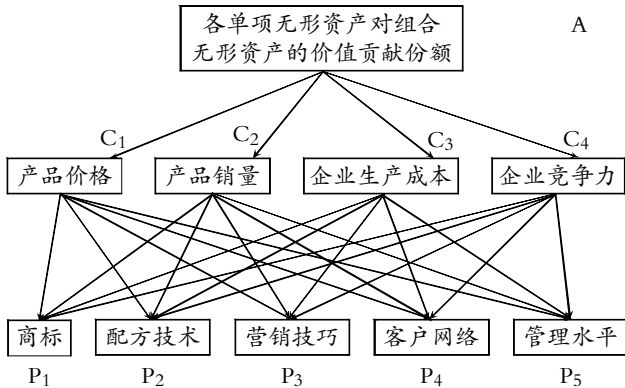 各单项无形资产对组合
无形资产的价值贡献份额
A
C1
C2
C3
C4
产品价格
产品销量
企业生产成本
企业竞争力
商标
配方技术
营销技巧
客户网络
管理水平
P1
P2
P3
P4
P5